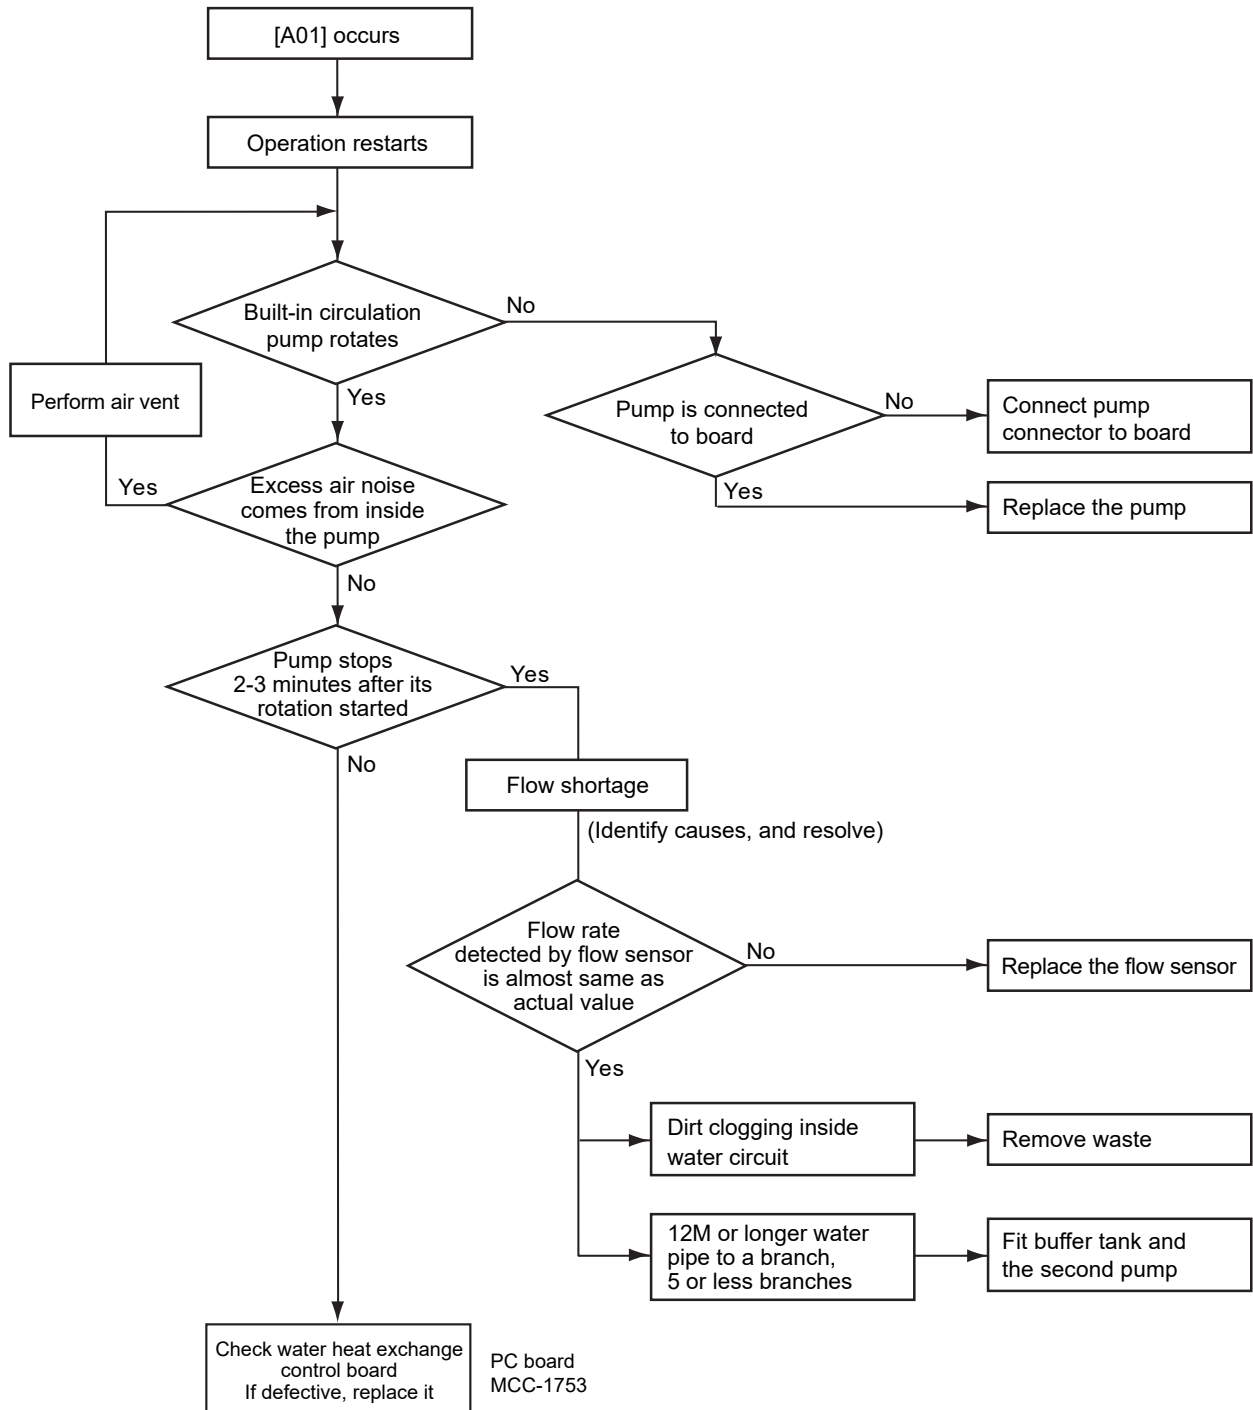 [A01] occurs
Operation restarts
Built-in circulation
pump rotates
No
Yes
Perform air vent
Pump is connected
to board
No
Connect pump
connector to board
Yes
Replace the pump
Excess air noise
comes from inside
the pump
Yes
No
Pump stops
2-3 minutes after its
rotation started
Yes
No
Flow shortage
(Identify causes, and resolve)
Flow rate
detected by flow sensor
is almost same as
actual value
No
Replace the flow sensor
Yes
Dirt clogging inside
water circuit
Remove waste
12M or longer water
pipe to a branch,
5 or less branches
Fit buffer tank and
the second pump
Check water heat exchange
control board
If defective, replace it
PC board
MCC-1753